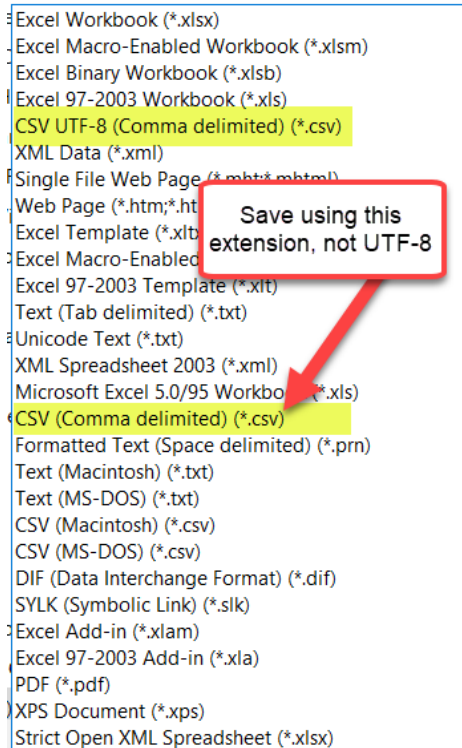 Excel Workbook (*.xlsx)
Excel Macro-Enabled Workbook (*.xlsm)
Excel Binary Workbook (*.xlsb)
Excel 97-2003 Workbook (*.xls)
CSV UTF-8 (Comma delimited) (*.csv)
XML Data (*.xml)
Single File Web Page (*.mht;*.mhtml)
Web Page (*.htm;*.ht
Excel Template (*.xltx
Excel Macro-Enabled
Save using this
extension, not UTF-8
Excel 97-2003 Template (*.xlt)
Text (Tab delimited) (*.txt)
Unicode Text (*.txt)
XML Spreadsheet 2003 (*.xml)
Microsoft Excel 5.0/95 Workbo (*.xls)
CSV (Comma delimited) (*.csv)
Formatted Text (Space delimited) (*.prn)
Text (Macintosh) (*.txt)
Text (MS-DOS) (*.txt)
CSV (Macintosh) (*.csv)
CSV (MS-DOS) (*.csv)
DIF (Data Interchange Format) (*.dif)
SYLK (Symbolic Link) (*.slk)
Excel Add-in (*.xlam)
Excel 97-2003 Add-in (*.xla)
PDF (*.pdf)
XPS Document (*.xps)
Strict Open XML Spreadsheet (*.xlsx)